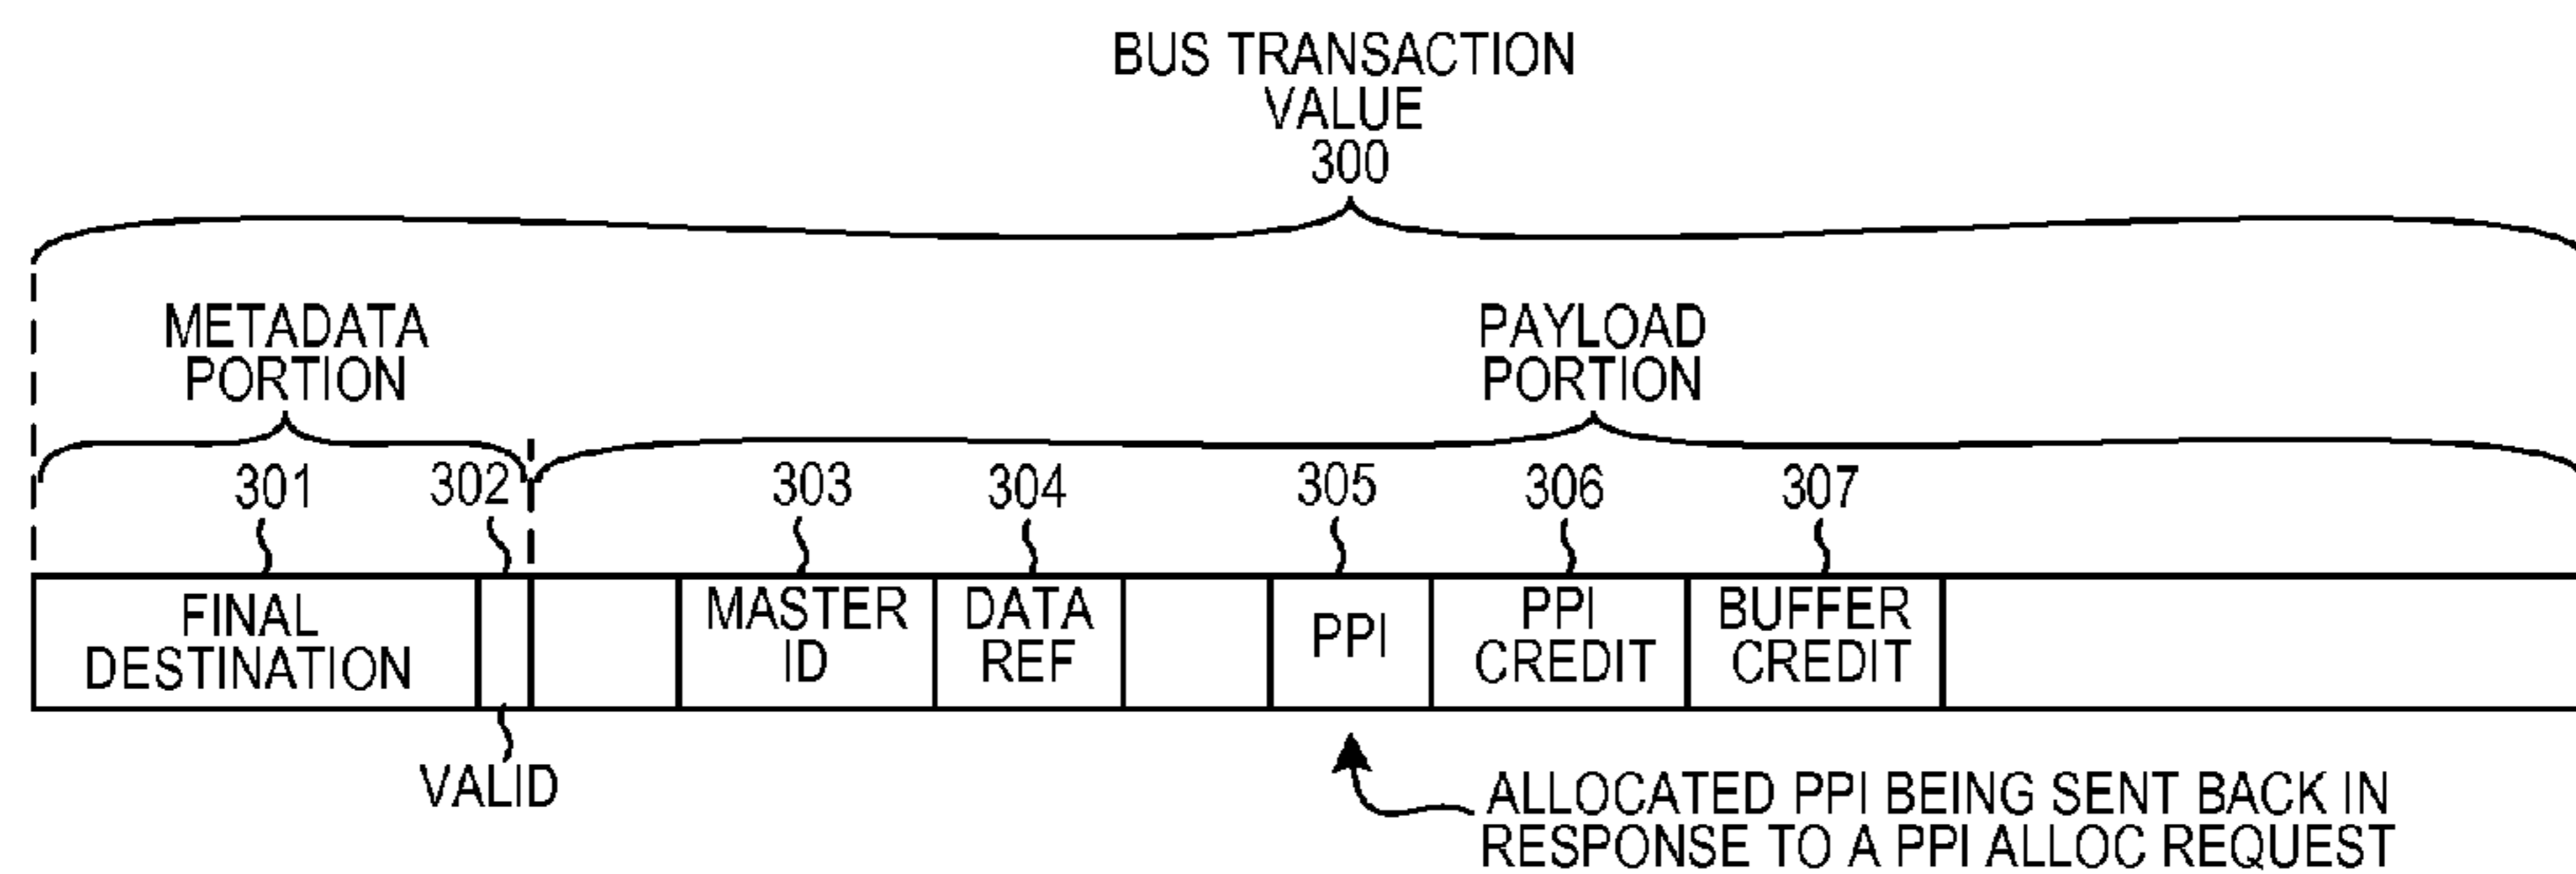 BUS TRANSACTION
VALUE
300
METADATA
PORTION
PAYLOAD
PORTION
301
302
303
304
305
306
307
FINAL
DESTINATION
MASTER
ID
DATA
REF
PPI
PPI
CREDIT
BUFFER
CREDIT
VALID
ALLOCATED PPI BEING SENT BACK IN
RESPONSE TO A PPI ALLOC REQUEST